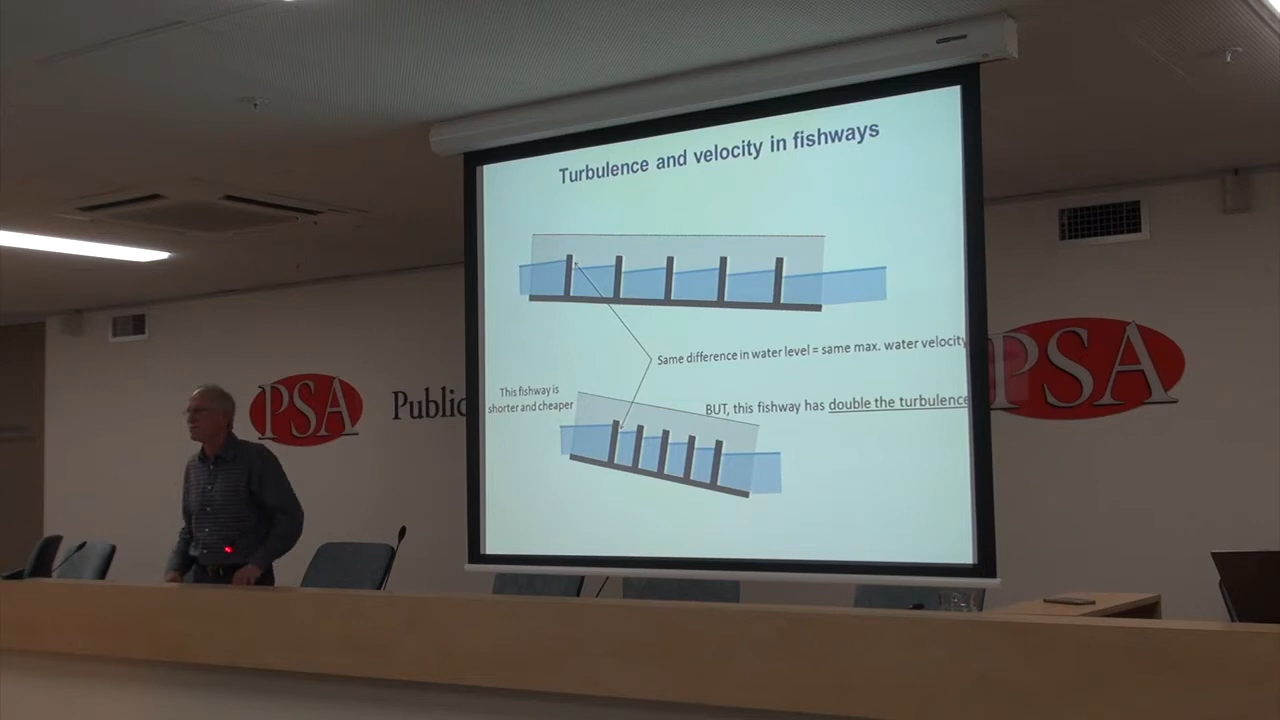 Turbulence and velocity in fishways
Same difference in water level = same max. water velocity
This fishway is
shorter and cheaper
BUT, this fishway has double the turbulence
PSA
Public
PSA